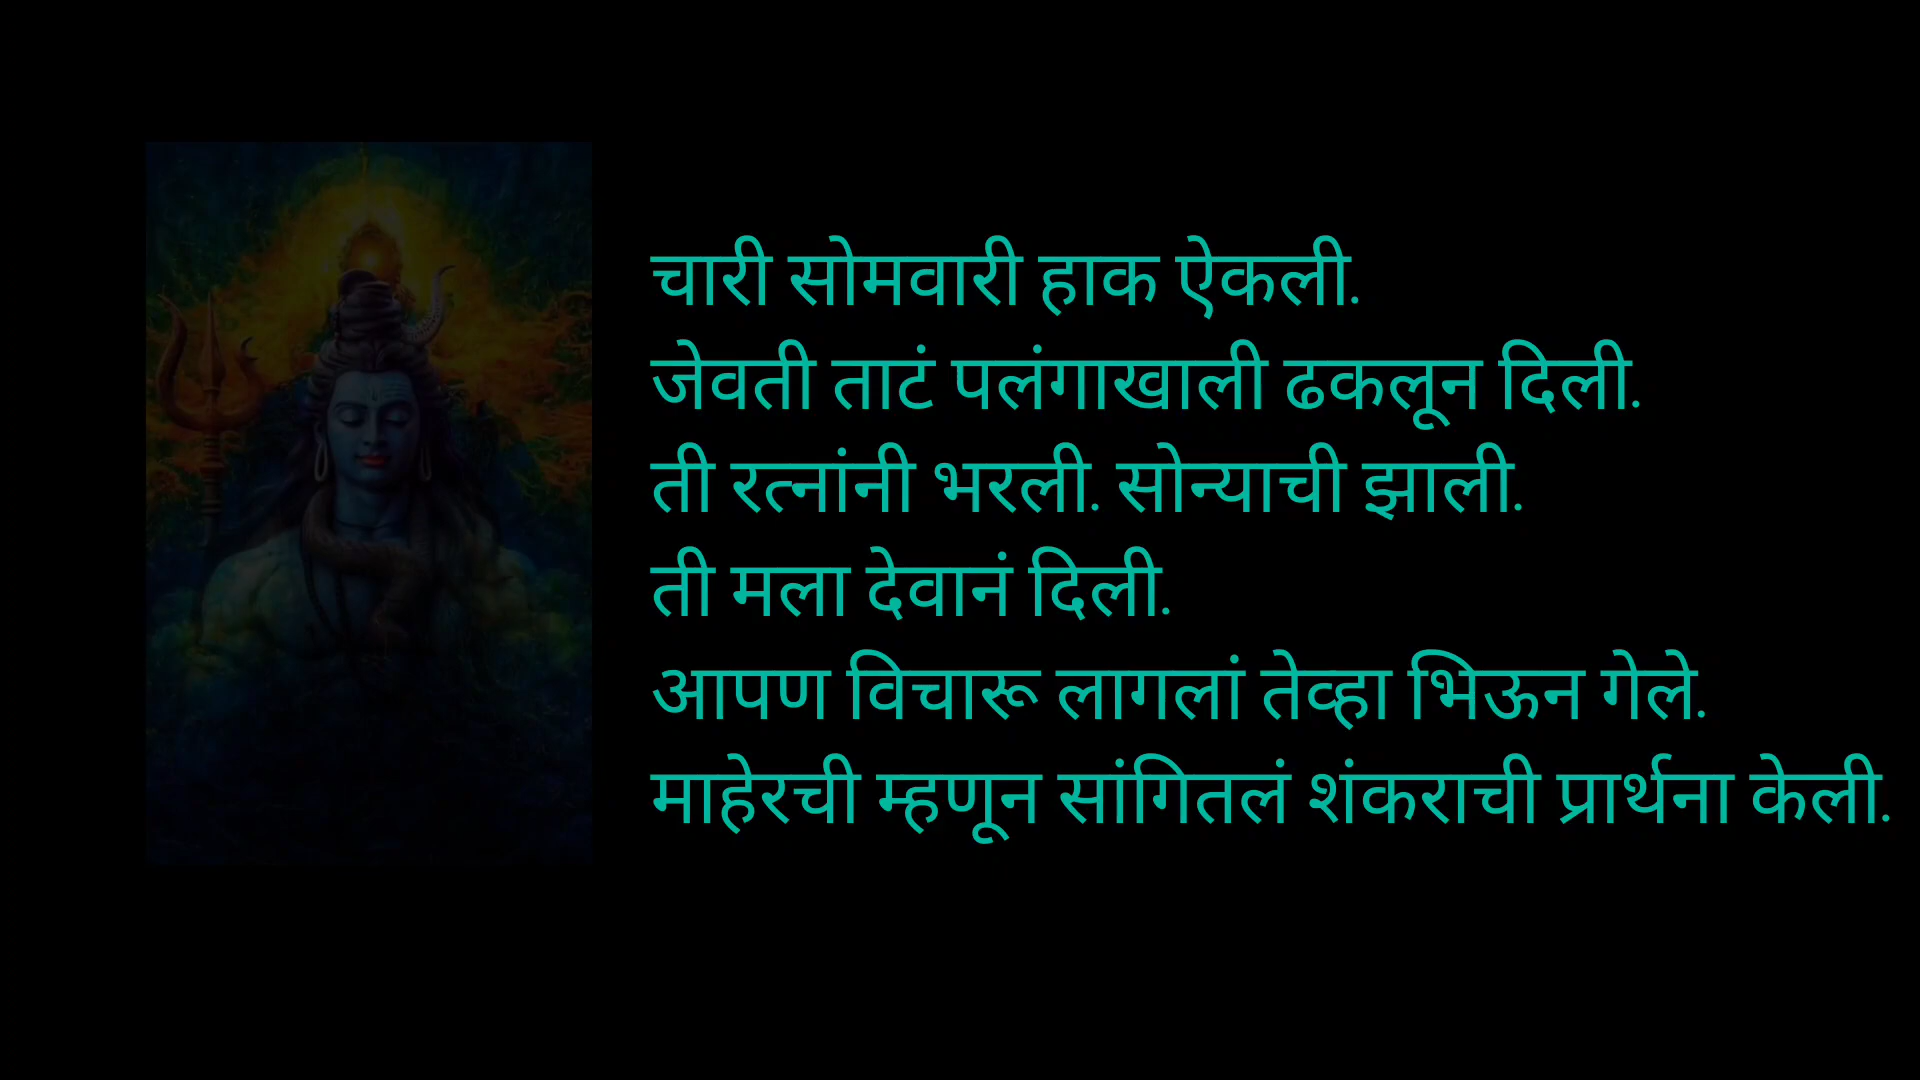 चारी सोमवारी हाक ऐकली.
जेवती ताटं पलंगाखाली ढकलून दिली.
ती रत्नांनी भरली. सोन्याची झाली.
ती मला देवानं दिली.
आपण विचारू लागलां तेव्हा भिऊन गेले.
माहेरची म्हणून सांगितलं शंकराची प्रार्थना केली.